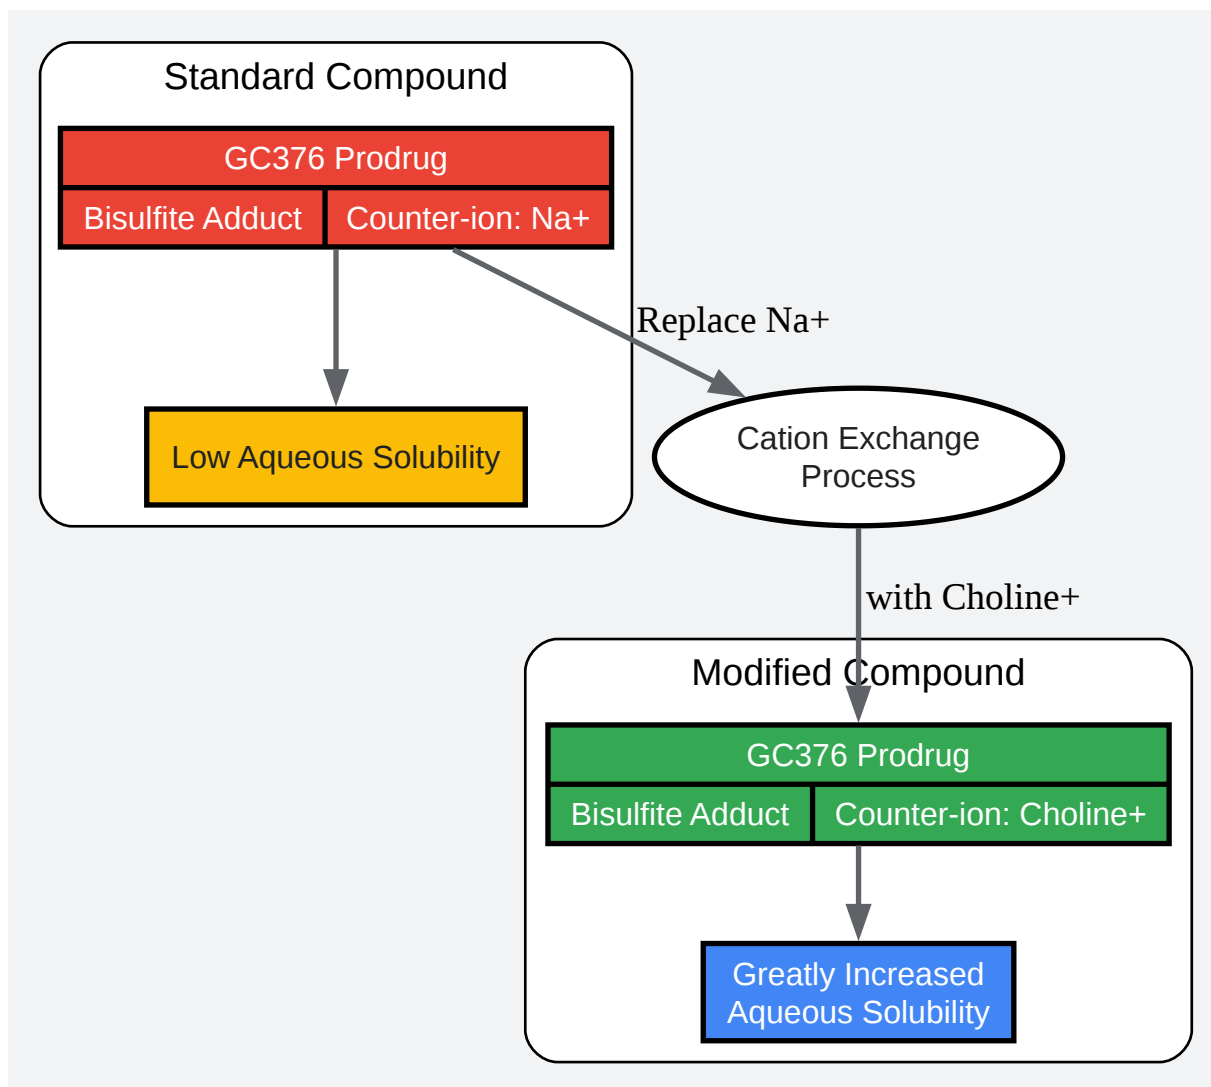 Standard Compound
GC376 Prodrug
Bisulfite Adduct
Counter-ion: Na+
Replace Na+
Low Aqueous Solubility
Cation Exchange
Process
with Choline+
Modified Compound
GC376 Prodrug
Bisulfite Adduct
Counter-ion: Choline+
Greatly Increased
Aqueous Solubility